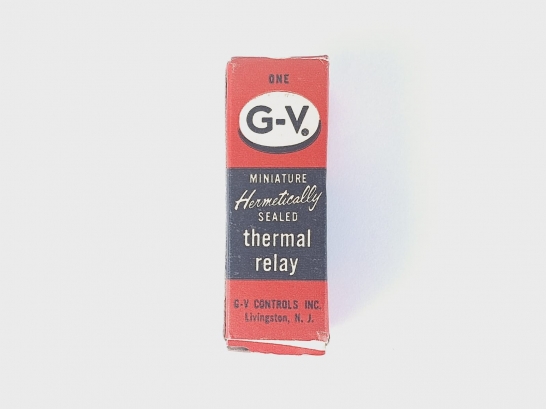 ONE
G-V®
MINIATURE
Hermetically
SEALED
thermal
relay
G-V CONTROLS INC.
Livingston, N. J.